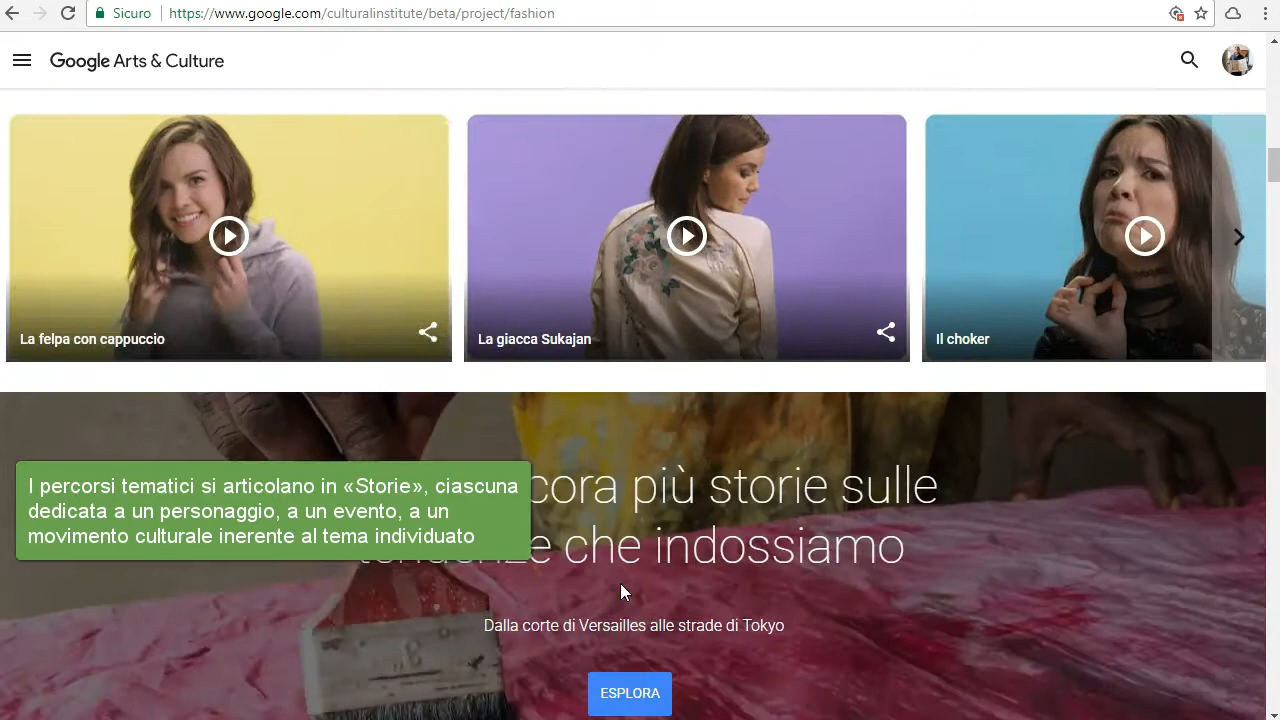 Sicuro
https://www.google.com/culturalinstitute/beta/project/fashion
Google Arts & Culture
La felpa con cappuccio
La giacca Sukajan
Il choker
I percorsi tematici si articolano in «Storie», ciascuna
dedicata a un personaggio, a un evento, a un
movimento culturale inerente al tema individuato
più storie sulle
che indossiamo
Dalla corte di Versailles alle strade di Tokyo
ESPLORA